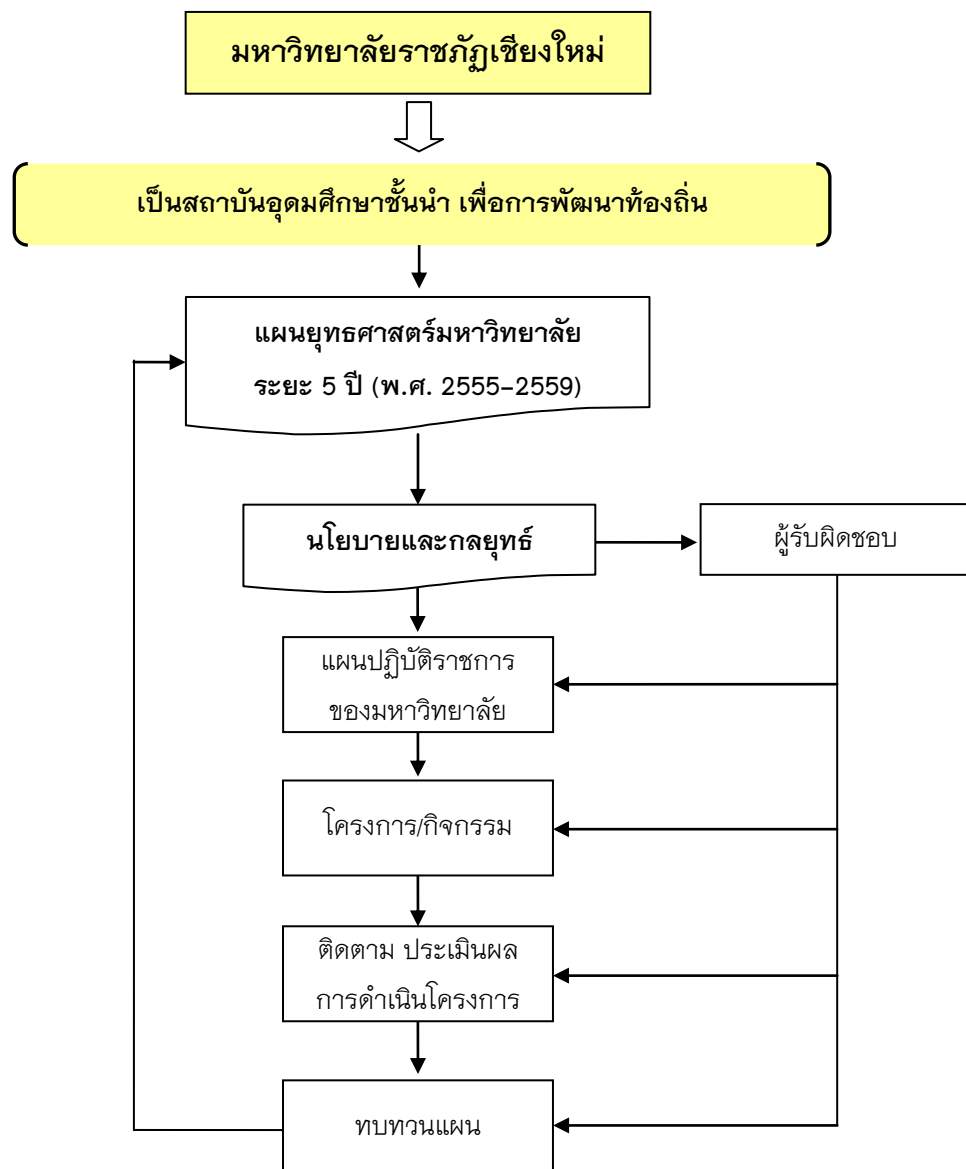 มหาวิทยาลัยราชภัฏเชียงใหม่
เป็นสถาบันอุดมศึกษาชั้นนำ เพื่อการพัฒนาท้องถิ่น
แผนยุทธศาสตร์มหาวิทยาลัย
ระยะ 5 ปี (พ.ศ. 2555–2559)
นโยบายและกลยุทธ์
ผู้รับผิดชอบ
แผนปฏิบัติราชการ
ของมหาวิทยาลัย
โครงการ/กิจกรรม
ติดตาม ประเมินผล
การดำเนินโครงการ
ทบทวนแผน